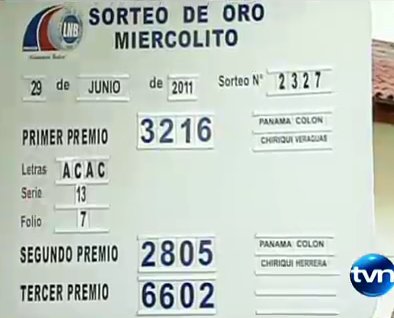 LNB
SORTEO DE ORO
MIERCOLITO
29 de JUNIO de 2011 Sorteo N° 2327
PRIMER PREMIO 3216 PANAMA COLON
CHIRIQUI VERAGUAS
Letras ACAC
Serie 13
Folio 7
SEGUNDO PREMIO 2805 PANAMA COLON
CHIRIQUI HERRERA
TERCER PREMIO 6602
tvn